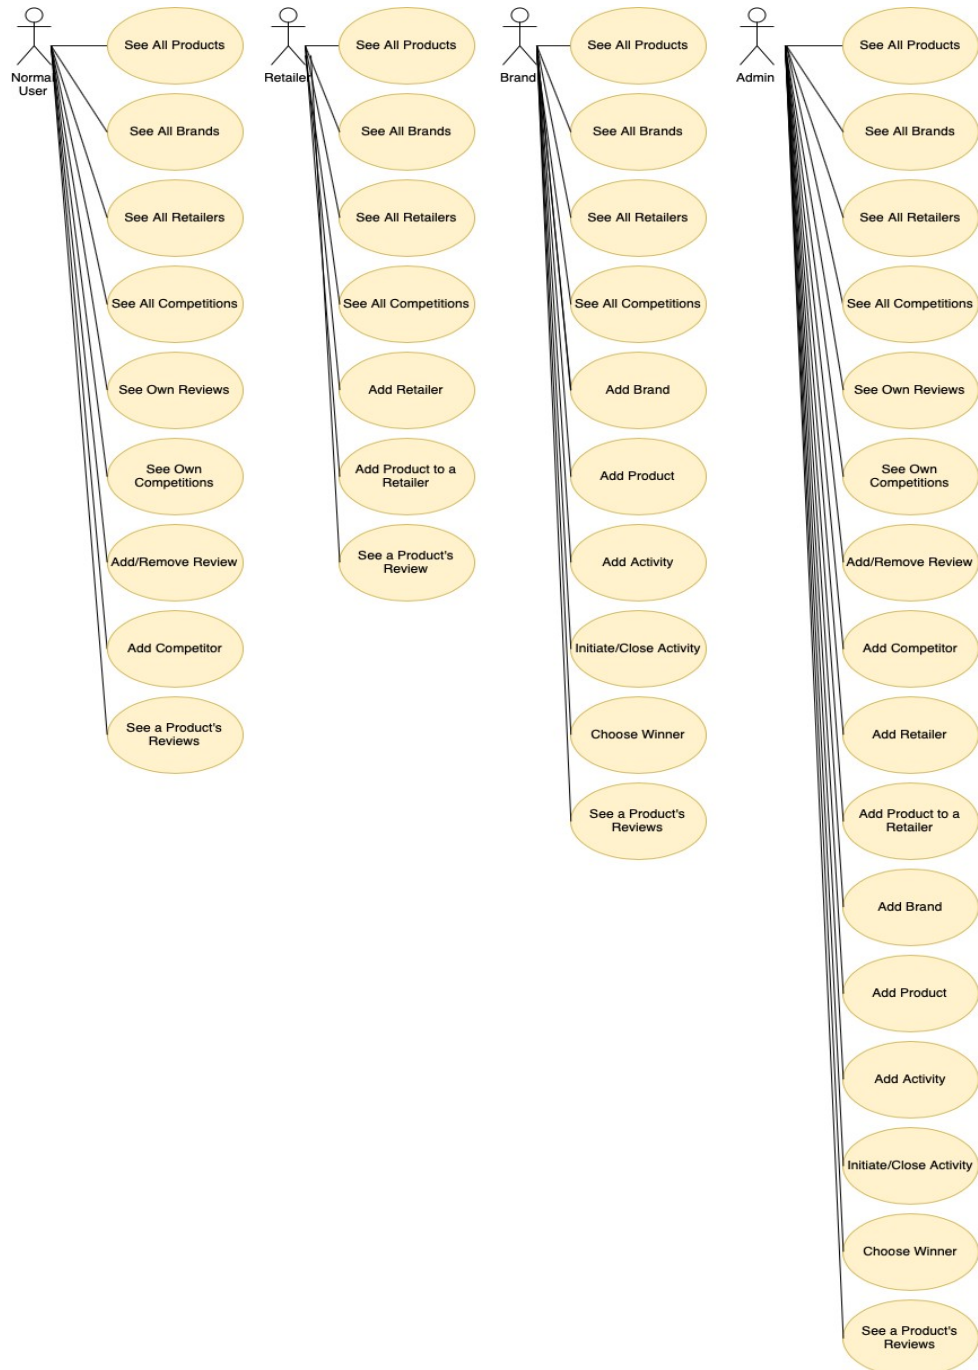 Normal
User
See All Products
See All Brands
See All Retailers
See All Competitions
See Own Reviews
See Own
Competitions
Add/Remove Review
Add Competitor
See a Product's
Reviews
Retailer
See All Products
See All Brands
See All Retailers
See All Competitions
Add Retailer
Add Product to a
Retailer
See a Product's
Review
Brand
See All Products
See All Brands
See All Retailers
See All Competitions
Add Brand
Add Product
Add Activity
Initiate/Close Activity
Choose Winner
See a Product's
Reviews
Admin
See All Products
See All Brands
See All Retailers
See All Competitions
See Own Reviews
See Own
Competitions
Add/Remove Review
Add Competitor
Add Retailer
Add Product to a
Retailer
Add Brand
Add Product
Add Activity
Initiate/Close Activity
Choose Winner
See a Product's
Reviews